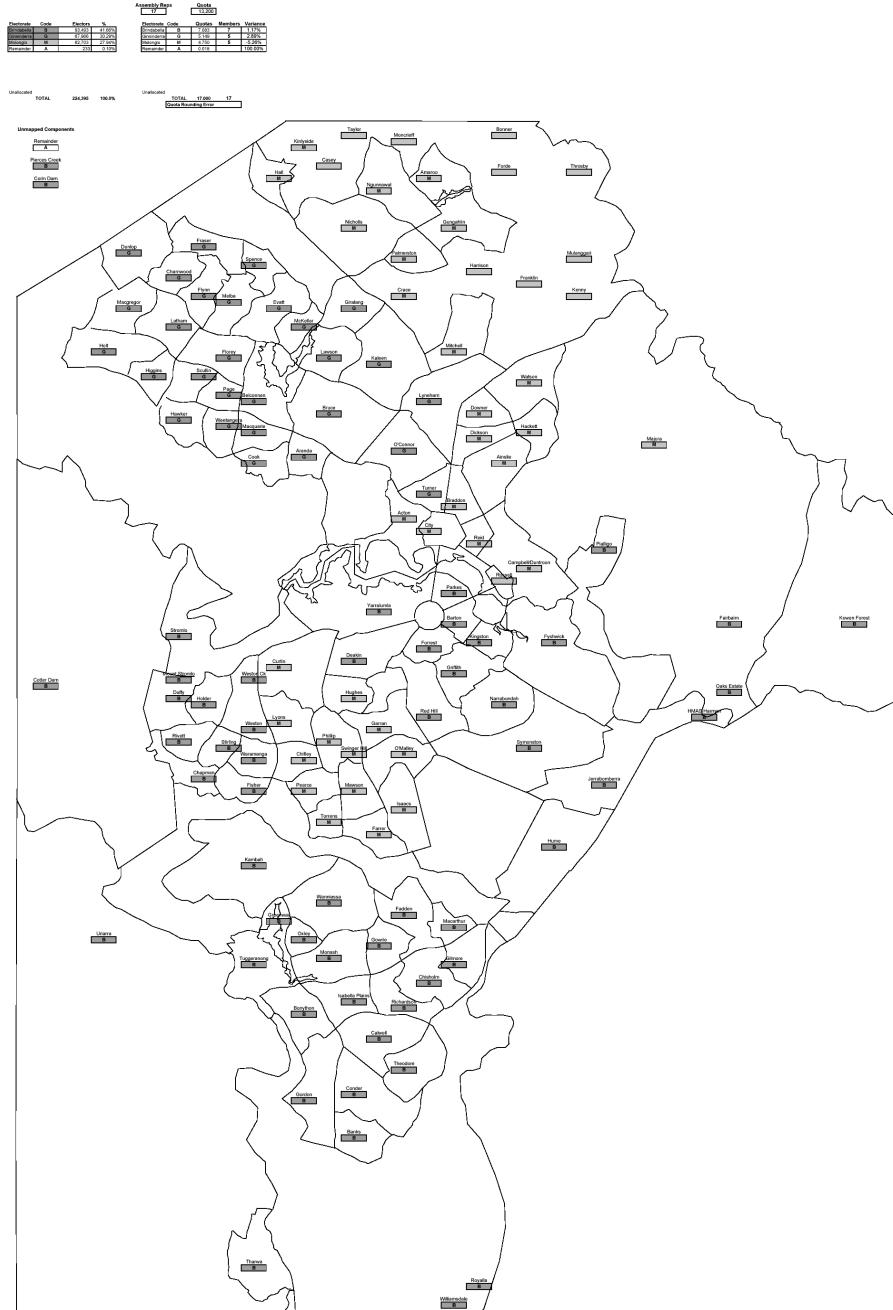 Assembly Reps Quota
17 13,200
Electorate Code Electors % Electorate Code Quotas Members Variance
Brindabella B 93,493 41.66% Brindabella B 7.083 7 1.17%
Ginninderra G 67,966 30.29% Ginninderra G 5.149 5 2.89%
Molonglo M 62,703 27.94% Molonglo M 4.750 5 -5.26%
Remainder A 233 0.10% Remainder A 0.018 100.00%
Unallocated Unallocated
TOTAL 224,395 100.0% TOTAL 17.000 17
Quota Rounding Error
Unmapped Components
Remainder
A
Pierces Creek
B
Corin Dam
B
Taylor
Bonner
Kinlyside
M
Moncrieff
Casey
Hall
M
Ngunnawal
M
Amaroo
M
Forde
Throsby
Nicholls
M
Gungahlin
M
Palmerston
M
Harrison
Mulanggari
Franklin
Kenny
Crace
M
Dunlop
G
Fraser
G
Spence
G
Charnwood
G
Flynn
G
Melba
G
Evatt
G
Giralang
G
Macgregor
G
Latham
G
McKellar
G
Holt
G
Florey
G
Lawson
G
Kaleen
G
Mitchell
M
Higgins
G
Scullin
G
Page
G
Belconnen
G
Bruce
G
Lyneham
G
Watson
M
Downer
M
Hawker
G
Weetangera
G
Macquarie
G
Dickson
M
Hackett
M
Majura
M
Cook
G
Aranda
G
O'Connor
G
Ainslie
M
Turner
G
Braddon
M
Acton
M
City
M
Reid
M
Pialligo
B
Campbell/Duntroon
M
Russell
Parkes
B
Yarralumla
B
Barton
B
Fairbairn
B
Kowen Forest
B
Stromlo
B
Forrest
B
Kingston
B
Fyshwick
B
Deakin
B
Curtin
M
Griffith
B
Cotter Dam
B
Mount Stromlo
B
Weston Ck
B
Duffy
B
Holder
B
Hughes
M
Narrabundah
B
Oaks Estate
B
Red Hill
B
HMAS Harman
B
Lyons
M
Weston
B
Garran
M
Rivett
B
Stirling
B
Phillip
M
Swinger Hill
M
O'Malley
M
Symonston
B
Waramanga
B
Chifley
M
Chapman
B
Fisher
B
Pearce
M
Mawson
M
Jerrabomberra
B
Isaacs
M
Torrens
M
Farrer
M
Hume
B
Kambah
B
Wanniassa
B
Fadden
B
Greenway
B
Macarthur
B
Uriarra
B
Oxley
B
Gowrie
B
Monash
B
Tuggeranong
B
Gilmore
B
Chisholm
B
Isabella Plains
B
Richardson
B
Bonython
B
Calwell
B
Theodore
B
Gordon
B
Conder
B
Banks
B
Tharwa
B
Royalla
B
Williamsdale
B